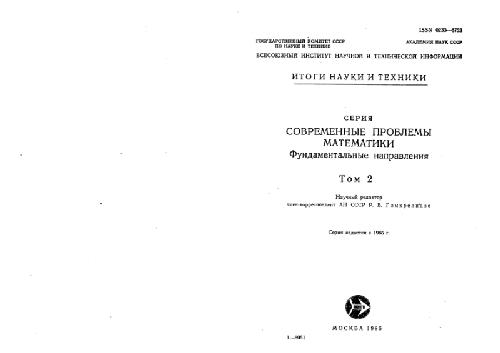 ISSN 0233—6723
ГОСУДАРСТВЕННЫЙ КОМИТЕТ СССР
ПО НАУКЕ И ТЕХНИКЕ
АКАДЕМИЯ НАУК СССР
ВСЕСОЮЗНЫЙ ИНСТИТУТ НАУЧНОЙ И ТЕХНИЧЕСКОЙ ИНФОРМАЦИИ
ИТОГИ НАУКИ И ТЕХНИКИ
СЕРИЯ
СОВРЕМЕННЫЕ ПРОБЛЕМЫ
МАТЕМАТИКИ
Фундаментальные направления
Том 2
Научный редактор
член-корреспондент АН СССР Р. В. Гамкрелидзе
Серия издается с 1985 г.
МОСКВА 1985